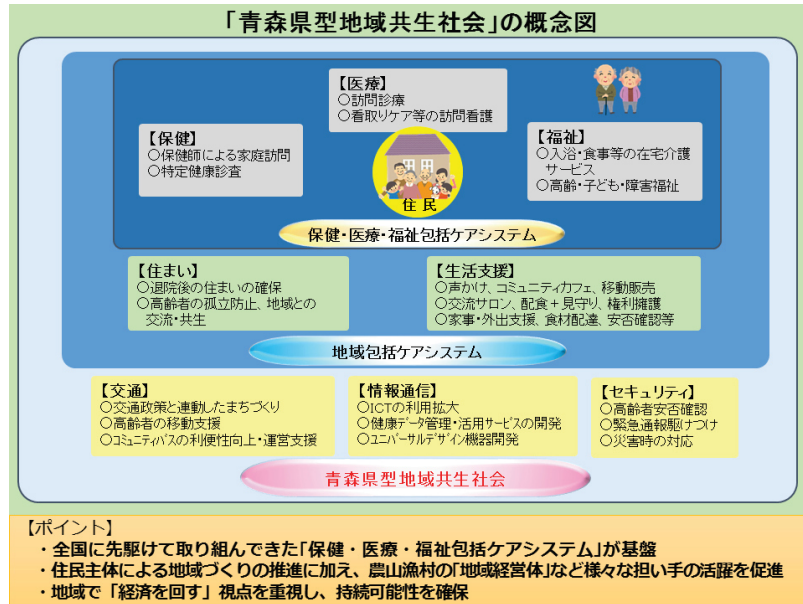 「青森県型地域共生社会」の概念図
【医療】
○訪問診療
○看取りケア等の訪問看護
【保健】
○保健師による家庭訪問
○特定健康診査
【福祉】
○入浴・食事等の在宅介護
サービス
○高齢・子ども・障害福祉
住民
保健・医療・福祉包括ケアシステム
【住まい】
○退院後の住まいの確保
○高齢者の孤立防止、地域との
交流・共生
【生活支援】
○声かけ、コミュニティカフェ、移動販売
○交流サロン、配食+見守り、権利擁護
○家事・外出支援、食材配達、安否確認等
地域包括ケアシステム
【交通】
○交通政策と連動したまちづくり
○高齢者の移動支援
○コミュニティバスの利便性向上・運営支援
【情報通信】
○ICTの利用拡大
○健康データ管理・活用サービスの開発
○ユニバーサルデザイン機器開発
【セキュリティ】
○高齢者安否確認
○緊急通報駆けつけ
○災害時の対応
青森県型地域共生社会
【ポイント】
・全国に先駆けて取り組んできた「保健・医療・福祉包括ケアシステム」が基盤
・住民主体による地域づくりの推進に加え、農山漁村の「地域経営体」など様々な担い手の活躍を促進
・地域で「経済を回す」視点を重視し、持続可能性を確保